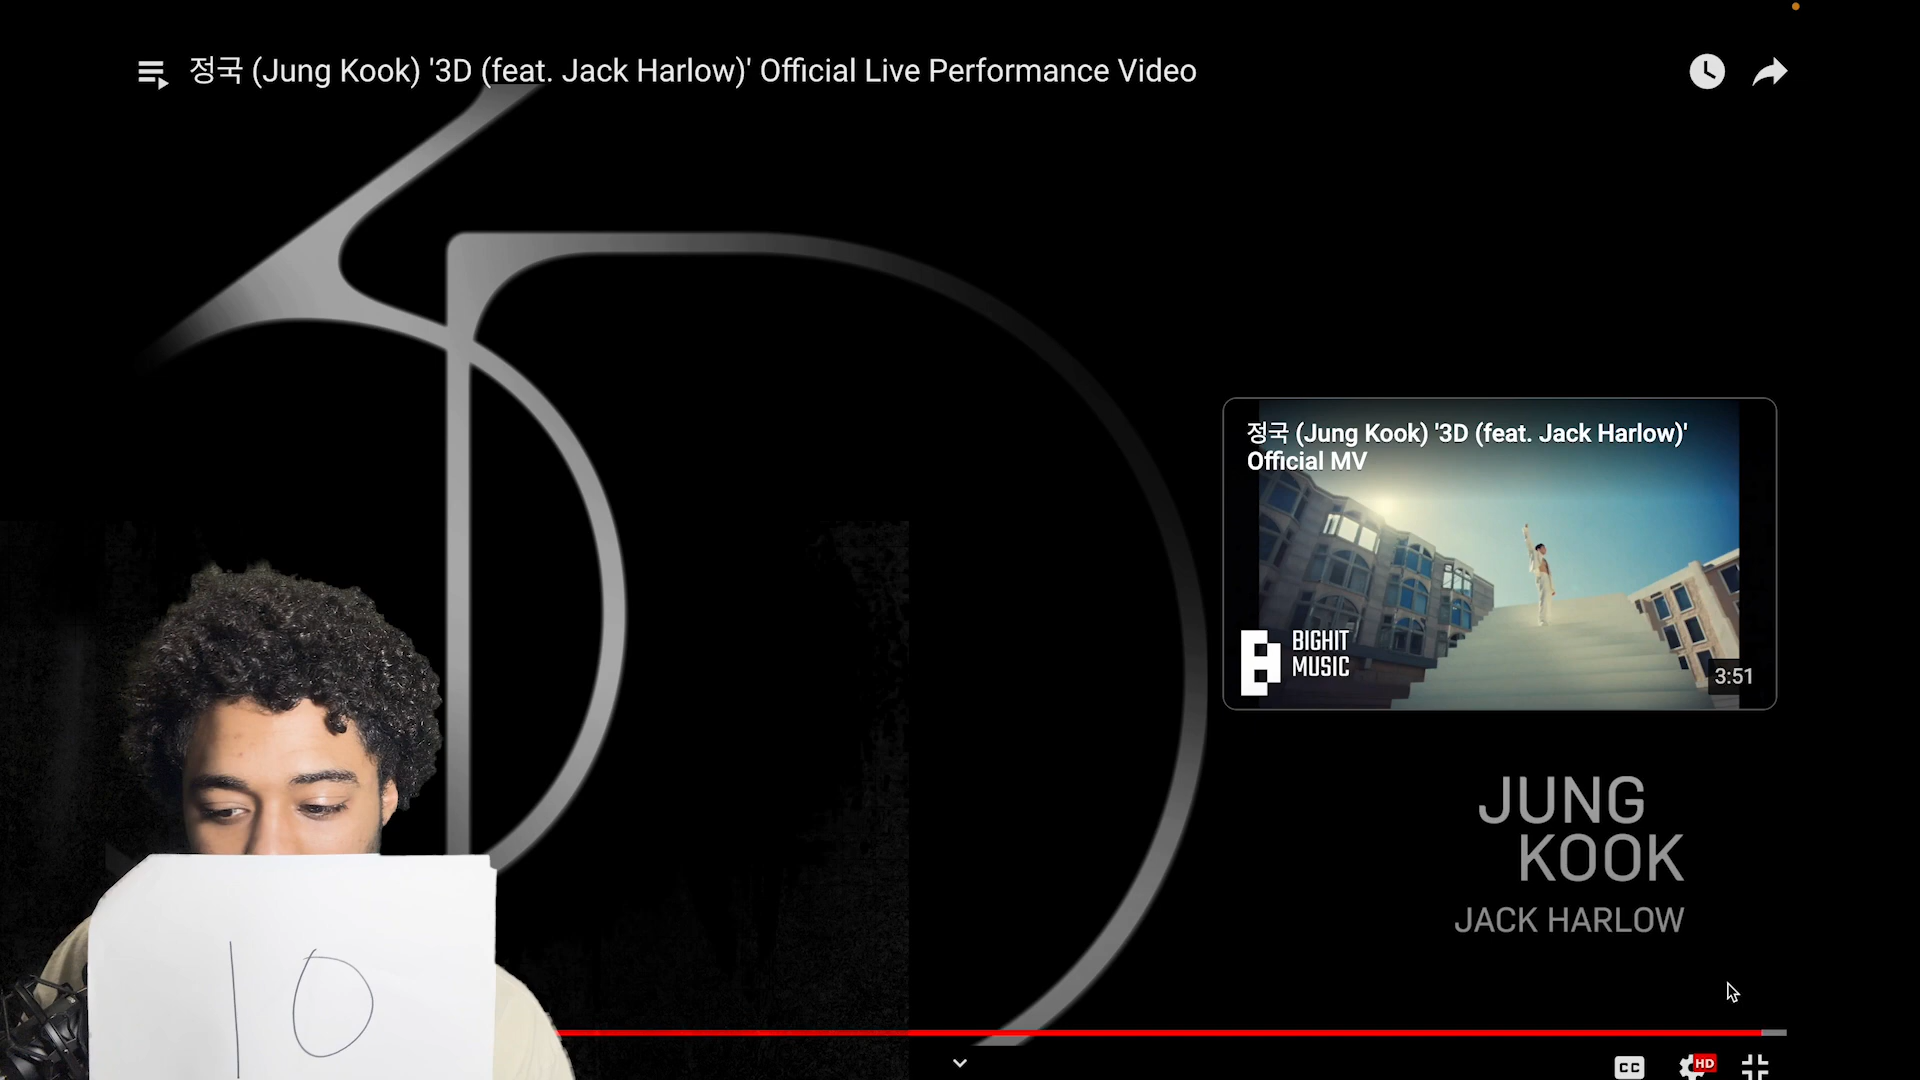 정국 (Jung Kook) '3D (feat. Jack Harlow)' Official Live Performance Video
3D
정국 (Jung Kook) '3D (feat. Jack Harlow)'
Official MV
BIGHIT
MUSIC
3:51
JUNG
KOOK
JACK HARLOW
10
CC
HD